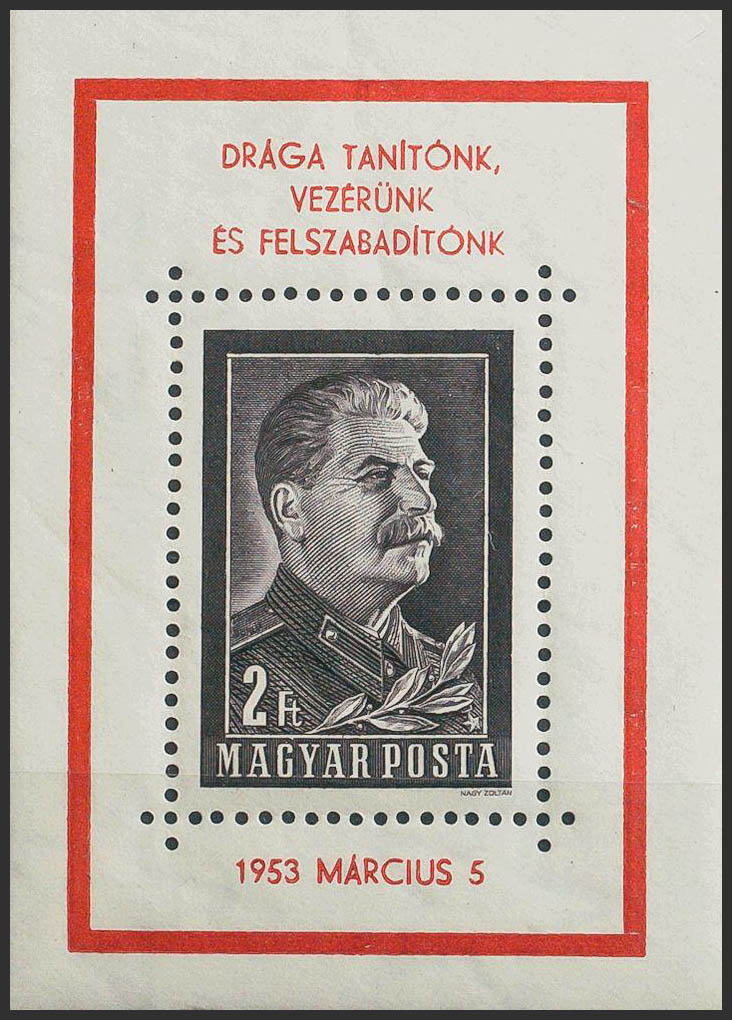 DRÁGA TANÍTÓNK,
VEZÉRÜNK
ÉS FELSZABADÍTÓNK
2 Ft
MAGYAR POSTA
NAGY ZOLTÁN
1953 MÁRCIUS 5